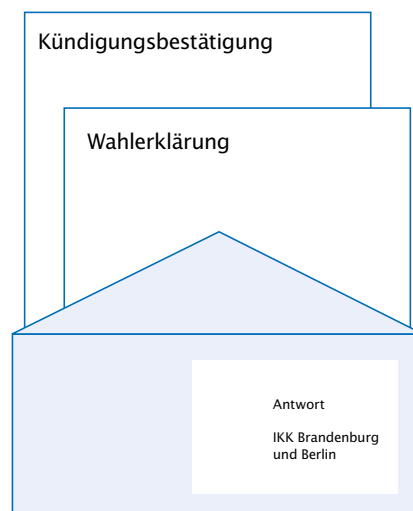 Kündigungsbestätigung
Wahlerklärung
Antwort
IKK Brandenburg
und Berlin